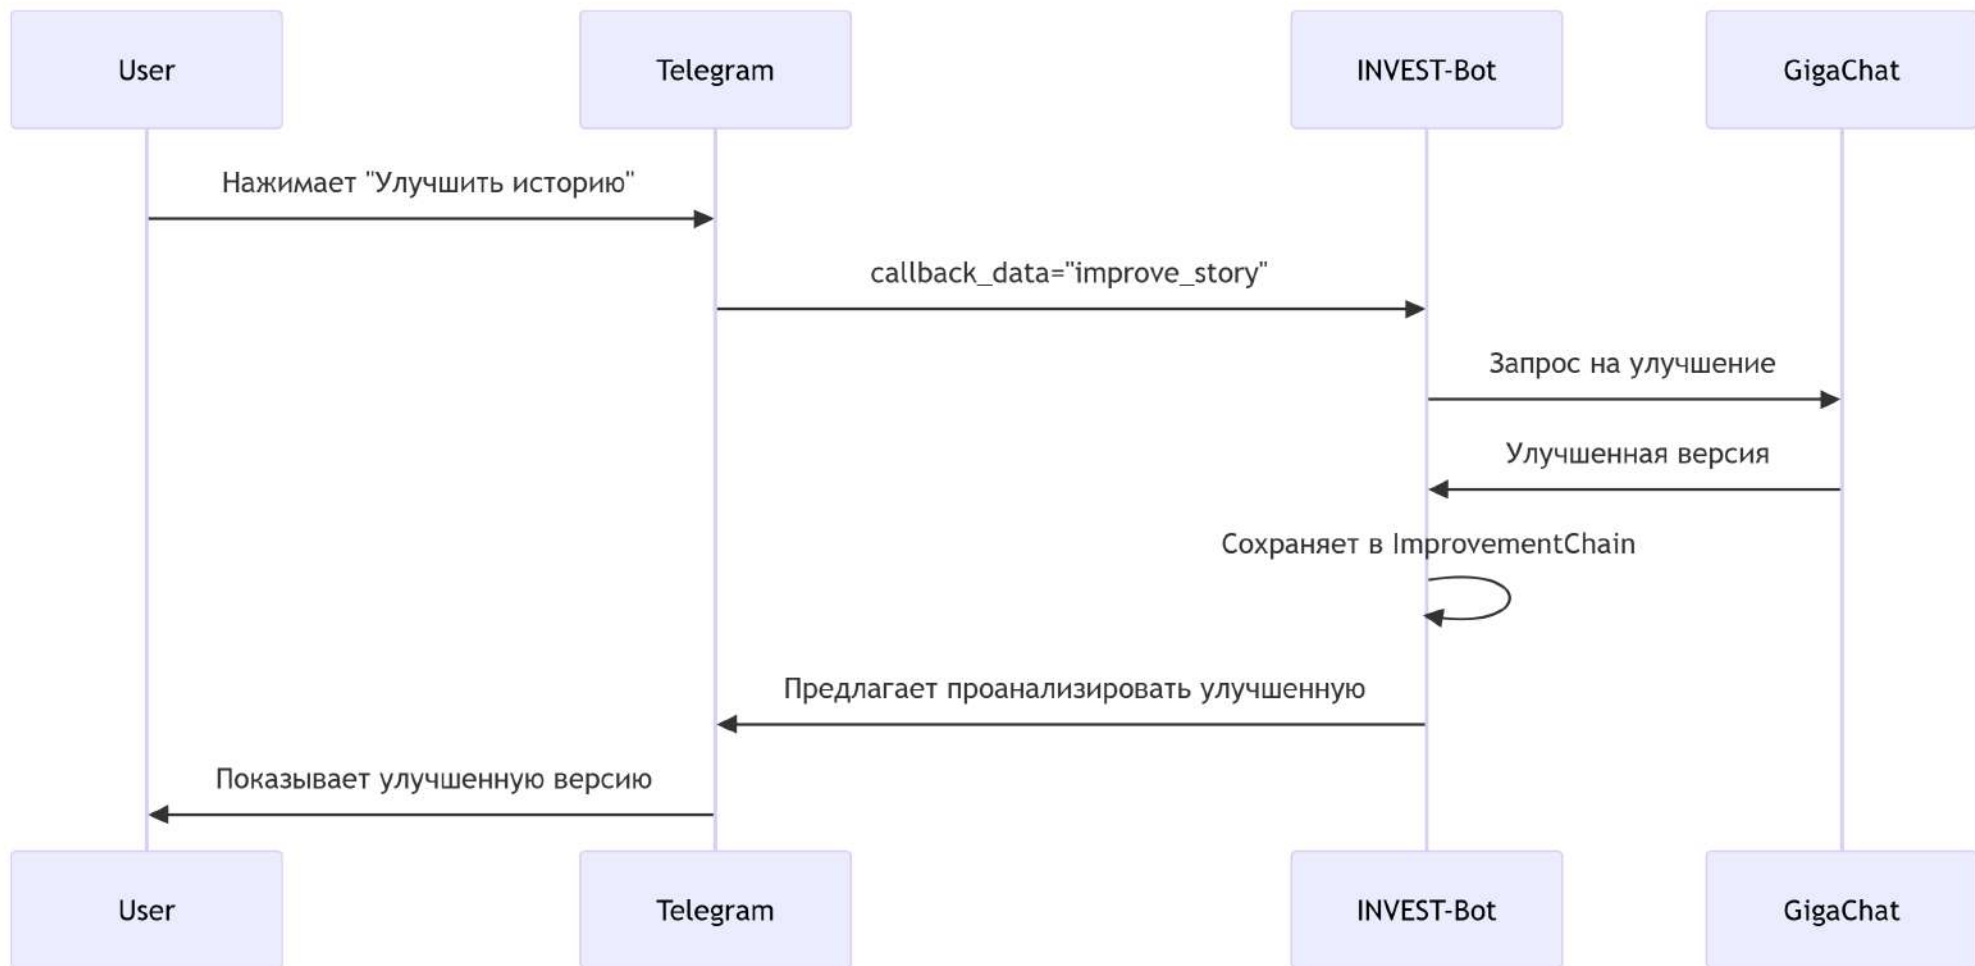 User
Telegram
INVEST-Bot
GigaChat
Нажимает "Улучшить историю"
callback_data="improve_story"
Запрос на улучшение
Улучшенная версия
Сохраняет в ImprovementChain
Предлагает проанализировать улучшенную
Показывает улучшенную версию
User
Telegram
INVEST-Bot
GigaChat